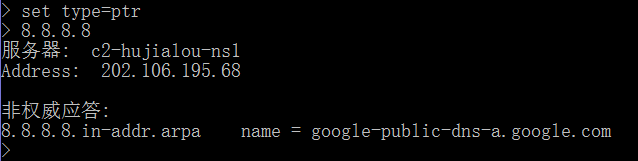 > set type=ptr
> 8.8.8.8
服务器:  c2-hujialou-ns1
Address:  202.106.195.68
非权威应答:
8.8.8.8.in-addr.arpa    name = google-public-dns-a.google.com
>